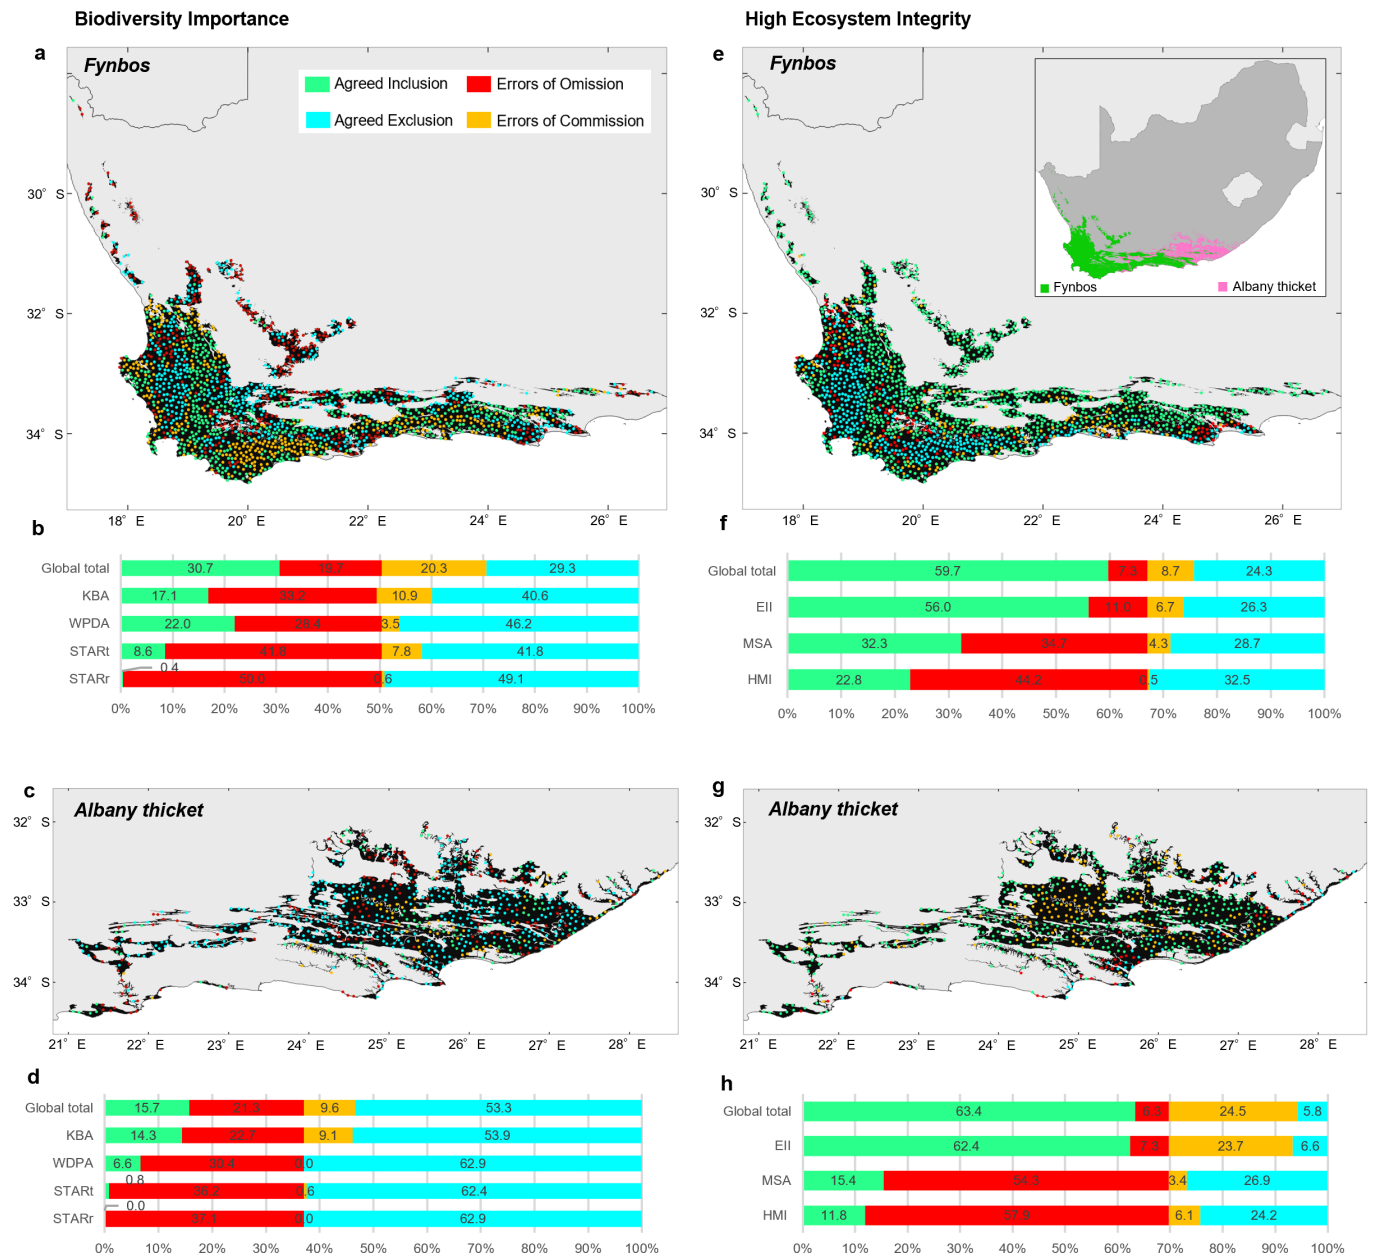 Biodiversity Importance
High Ecosystem Integrity
a
Fynbos
Agreed Inclusion
Errors of Omission
Agreed Exclusion
Errors of Commission
30° S
32° S
34° S
18° E
20° E
22° E
24° E
26° E
e
Fynbos
Fynbos
Albany thicket
30° S
32° S
34° S
18° E
20° E
22° E
24° E
26° E
b
Global total 30.7 19.7 20.3 29.3
KBA 17.1 33.2 10.9 40.6
WPDA 22.0 28.4 3.5 46.2
STARt 8.6 41.8 7.8 41.8
0.4
STARr 50.0 0.6 49.1
0% 10% 20% 30% 40% 50% 60% 70% 80% 90% 100%
f
Global total 59.7 7.3 8.7 24.3
EII 56.0 11.0 6.7 26.3
MSA 32.3 34.7 4.3 28.7
HMI 22.8 44.2 0.5 32.5
0% 10% 20% 30% 40% 50% 60% 70% 80% 90% 100%
c
Albany thicket
32° S
33° S
34° S
21° E
22° E
23° E
24° E
25° E
26° E
27° E
28° E
g
Albany thicket
32° S
33° S
34° S
21° E
22° E
23° E
24° E
25° E
26° E
27° E
28° E
d
Global total 15.7 21.3 9.6 53.3
KBA 14.3 22.7 9.1 53.9
WDPA 6.6 30.4 0.0 62.9
0.8
STARt 36.2 0.6 62.4
0.0
STARr 37.1 0.0 62.9
0% 10% 20% 30% 40% 50% 60% 70% 80% 90% 100%
h
Global total 63.4 6.3 24.5 5.8
EII 62.4 7.3 23.7 6.6
MSA 15.4 54.3 3.4 26.9
HMI 11.8 57.9 6.1 24.2
0% 10% 20% 30% 40% 50% 60% 70% 80% 90% 100%